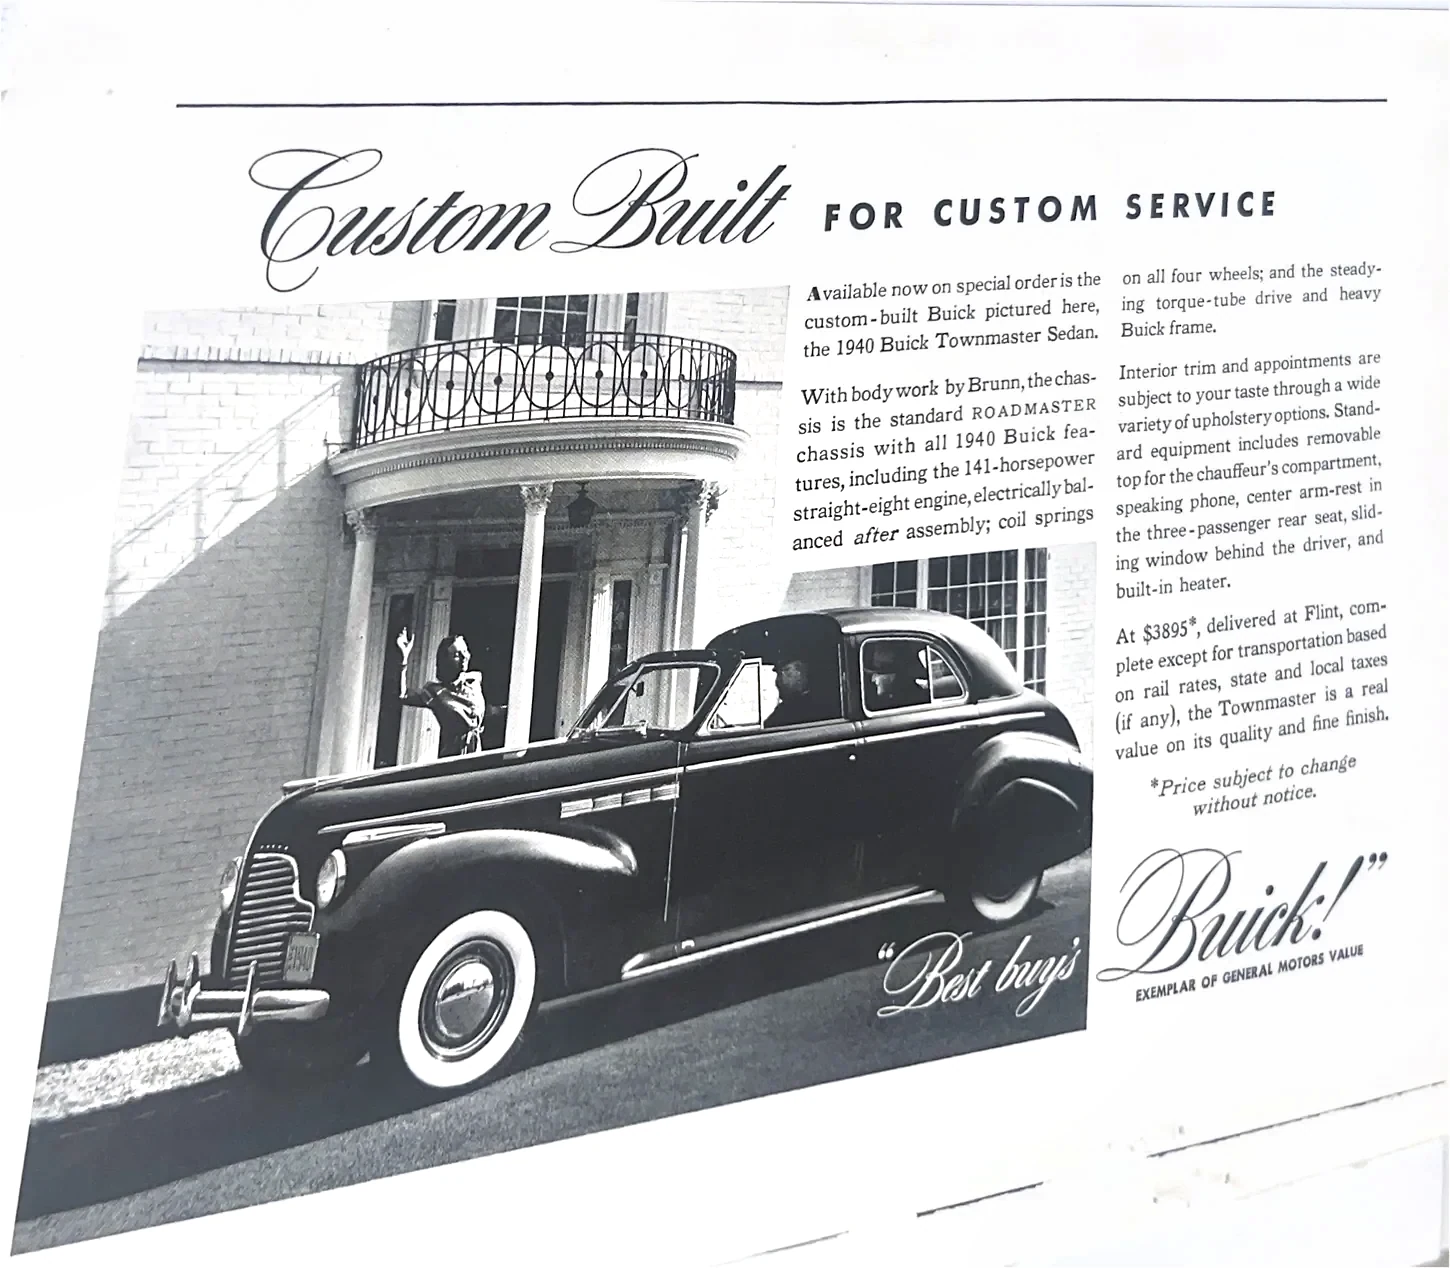 Custom Built FOR CUSTOM SERVICE
Available now on special order is the
custom-built Buick pictured here,
the 1940 Buick Townmaster Sedan.
With body work by Brunn, the chas-
sis is the standard ROADMASTER
chassis with all 1940 Buick fea-
tures, including the 141-horsepower
straight-eight engine, electrically bal-
anced after assembly; coil springs
on all four wheels; and the steady-
ing torque-tube drive and heavy
Buick frame.
Interior trim and appointments are
subject to your taste through a wide
variety of upholstery options. Stand-
ard equipment includes removable
top for the chauffeur's compartment,
speaking phone, center arm-rest in
the three-passenger rear seat, slid-
ing window behind the driver, and
built-in heater.
At $3895*, delivered at Flint, com-
plete except for transportation based
on rail rates, state and local taxes
(if any), the Townmaster is a real
value on its quality and fine finish.
*Price subject to change
without notice.
"Best buy's Buick!"
EXEMPLAR OF GENERAL MOTORS VALUE